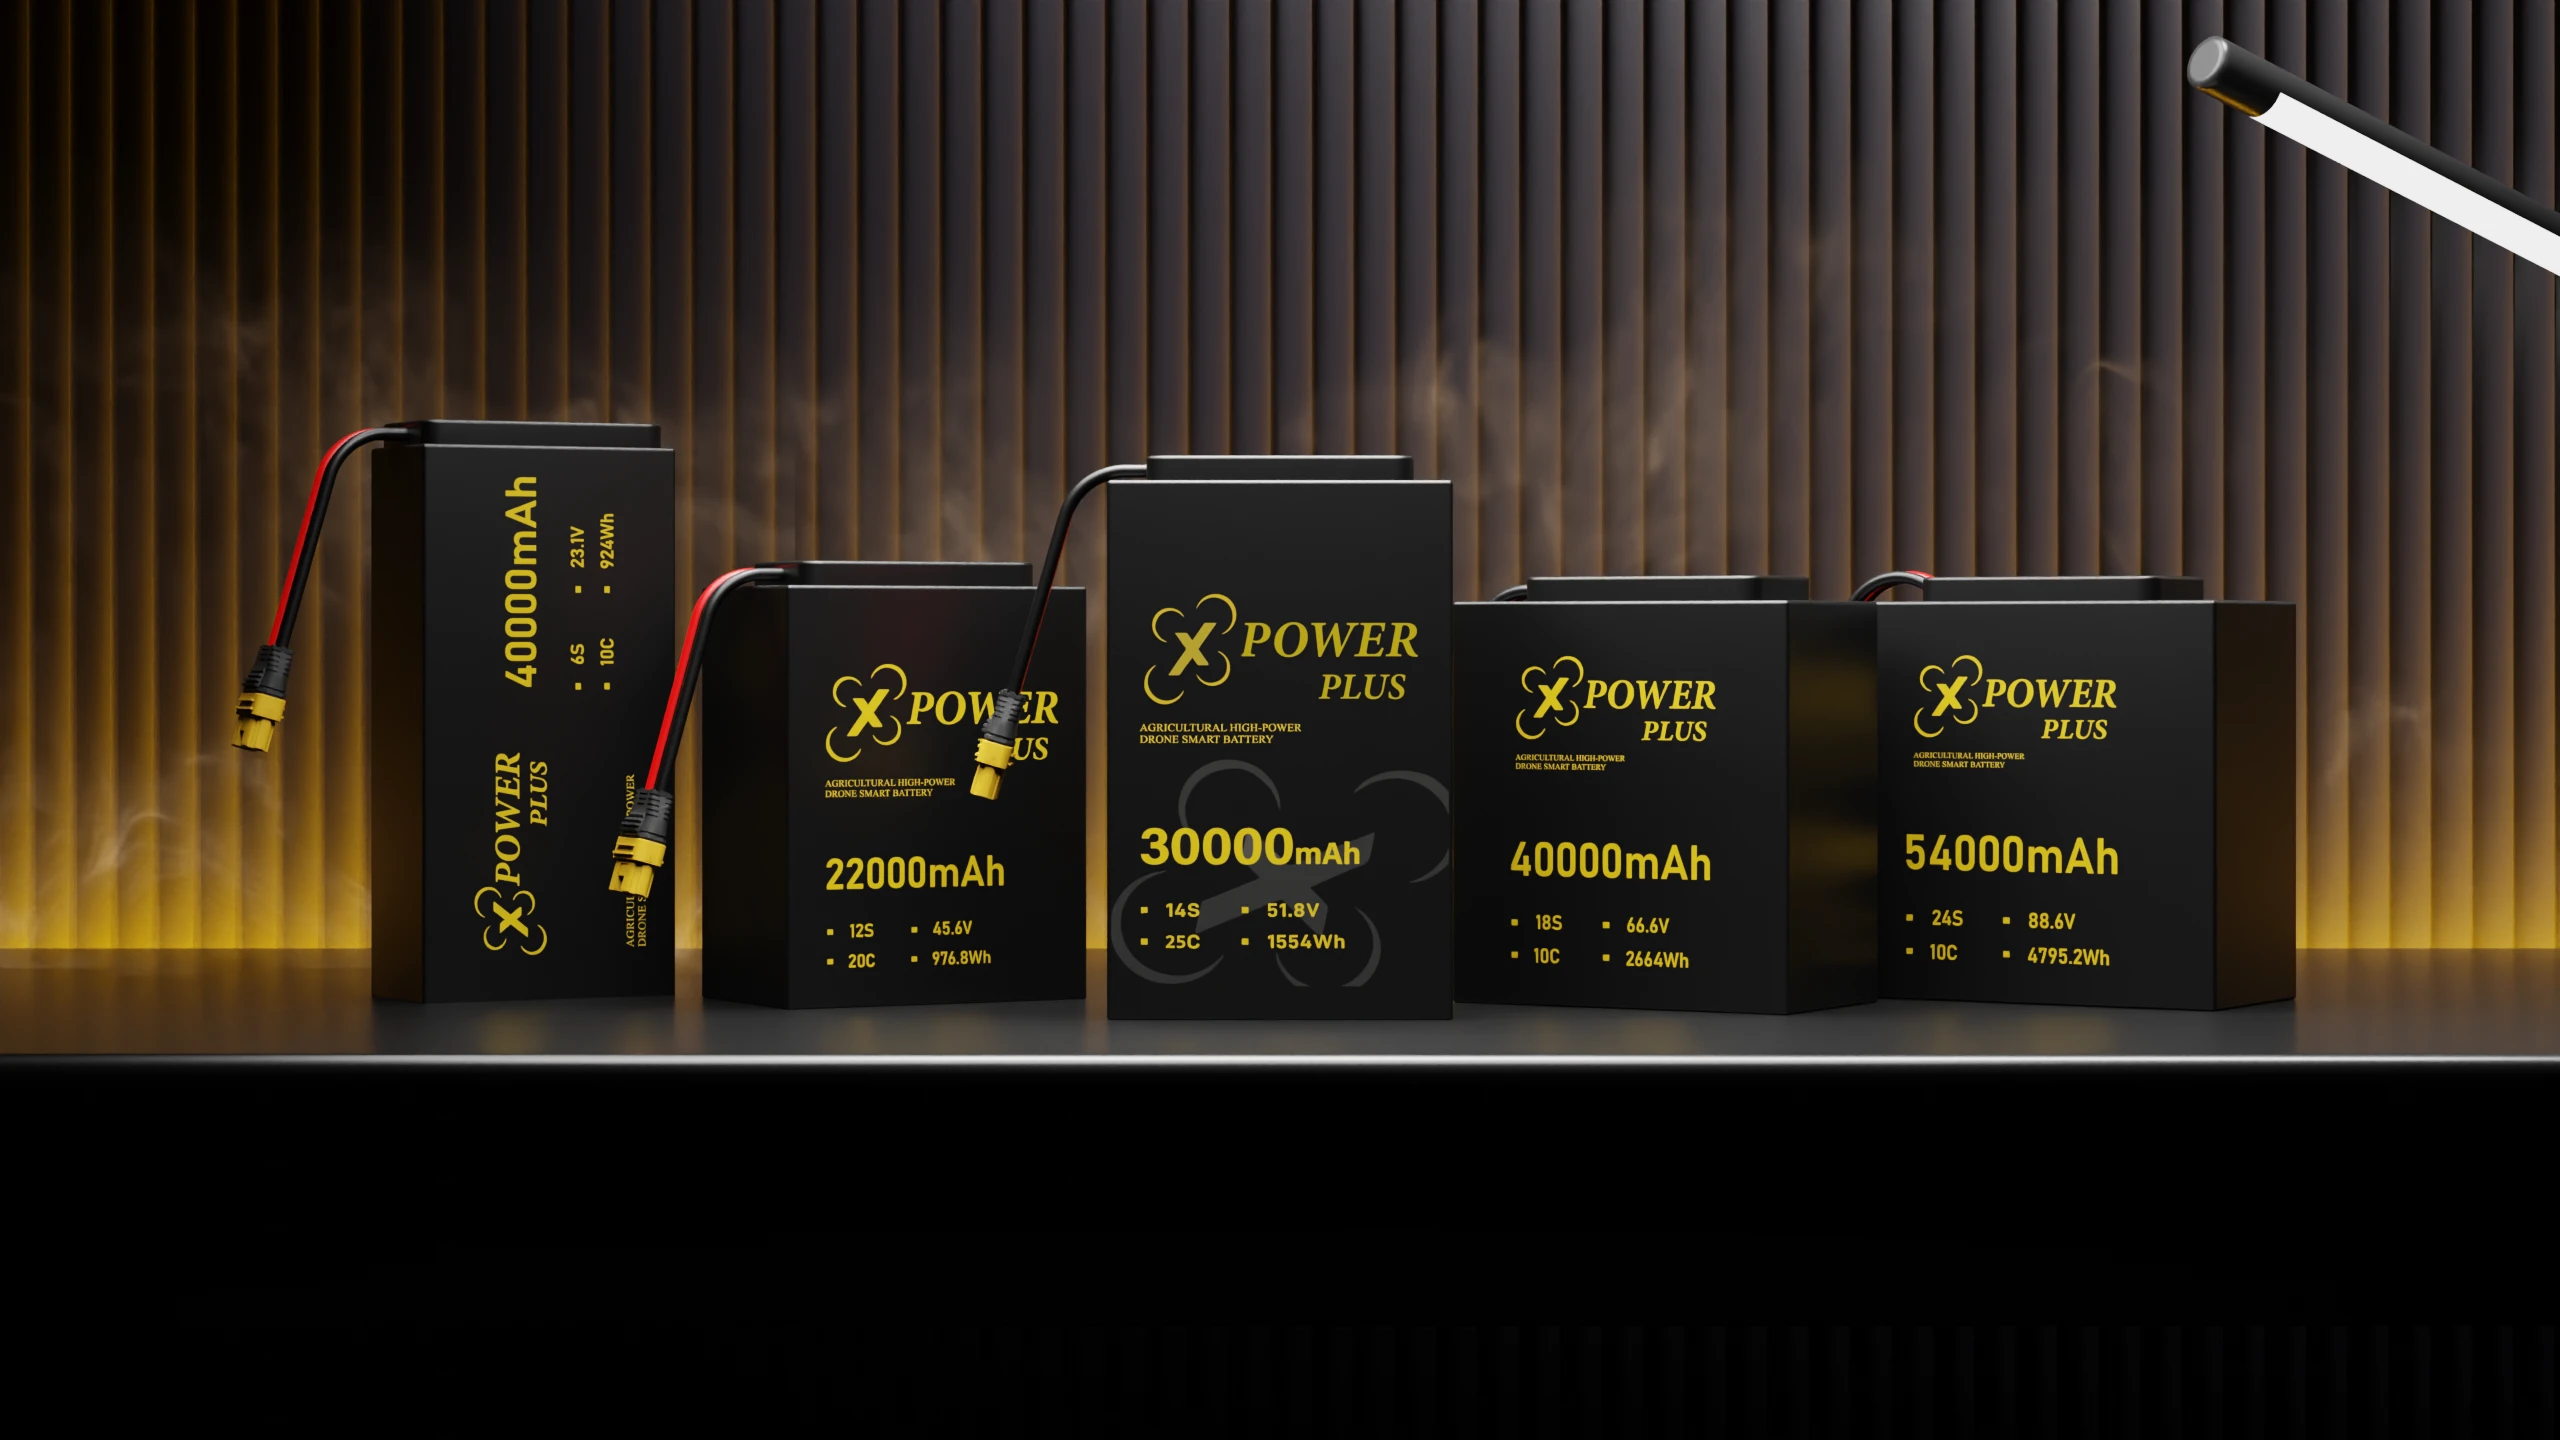 40000mAh
6S
23.1V
10C
924Wh
X POWER
PLUS
POWER
DRONE
X POWER
AGRICULTURAL HIGH-POWER
DRONE SMART BATTERY
22000mAh
12S
45.6V
20C
976.8Wh
X POWER
PLUS
AGRICULTURAL HIGH-POWER
DRONE SMART BATTERY
30000mAh
14S
51.8V
25C
1554Wh
X POWER
PLUS
AGRICULTURAL HIGH-POWER
DRONE SMART BATTERY
40000mAh
18S
66.6V
10C
2664Wh
X POWER
PLUS
AGRICULTURAL HIGH-POWER
DRONE SMART BATTERY
54000mAh
24S
88.6V
10C
4795.2Wh